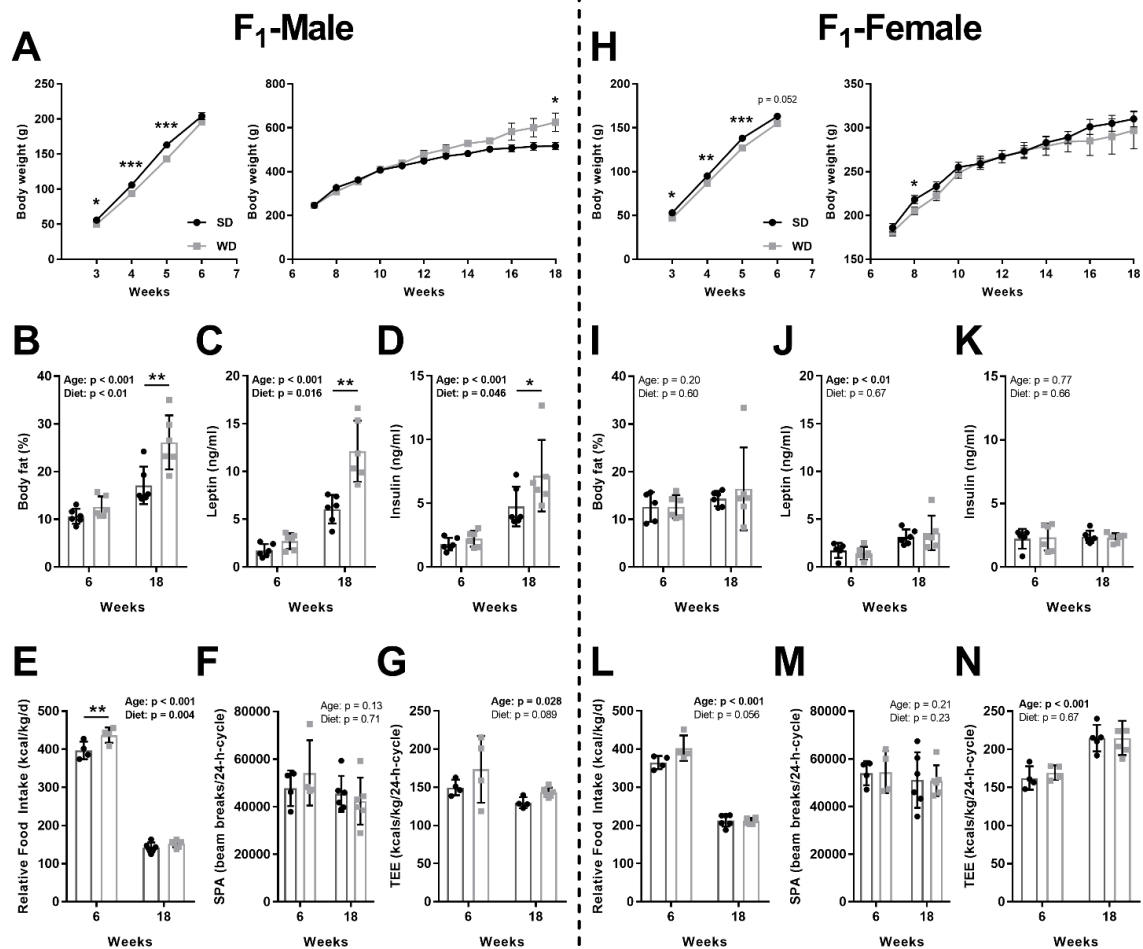 F1-Male
F1-Female
A
250
200
150
100
50
0
Body weight (g)
*
***
***
SD
WD
3
4
5
6
7
Weeks
800
600
400
200
0
Body weight (g)
*
6
8
10
12
14
16
18
Weeks
H
200
150
100
50
0
Body weight (g)
*
**
***
p = 0.052
SD
WD
3
4
5
6
7
Weeks
350
300
250
200
150
Body weight (g)
*
6
8
10
12
14
16
18
Weeks
B
Age: p < 0.001
Diet: p < 0.01
**
40
30
20
10
0
Body fat (%)
6
18
Weeks
C
Age: p < 0.001
Diet: p = 0.016
**
20
15
10
5
0
Leptin (ng/ml)
6
18
Weeks
D
Age: p < 0.001
Diet: p = 0.046
*
15
10
5
0
Insulin (ng/ml)
6
18
Weeks
I
Age: p = 0.20
Diet: p = 0.60
40
30
20
10
0
Body fat (%)
6
18
Weeks
J
Age: p < 0.01
Diet: p = 0.67
20
15
10
5
0
Leptin (ng/ml)
6
18
Weeks
K
Age: p = 0.77
Diet: p = 0.66
15
10
5
0
Insulin (ng/ml)
6
18
Weeks
E
Age: p < 0.001
Diet: p = 0.004
**
500
400
300
200
100
0
Relative Food Intake (kcal/kg/d)
6
18
Weeks
F
Age: p = 0.13
Diet: p = 0.71
80000
60000
40000
20000
0
SPA (beam breaks/24-h-cycle)
6
18
Weeks
G
Age: p = 0.028
Diet: p = 0.089
250
200
150
100
50
0
TEE (kcals/kg/24-h-cycle)
6
18
Weeks
L
Age: p < 0.001
Diet: p = 0.056
500
400
300
200
100
0
Relative Food Intake (kcal/kg/d)
6
18
Weeks
M
Age: p = 0.21
Diet: p = 0.23
80000
60000
40000
20000
0
SPA (beam breaks/24-h-cycle)
6
18
Weeks
N
Age: p < 0.001
Diet: p = 0.67
250
200
150
100
50
0
TEE (kcals/kg/24-h-cycle)
6
18
Weeks